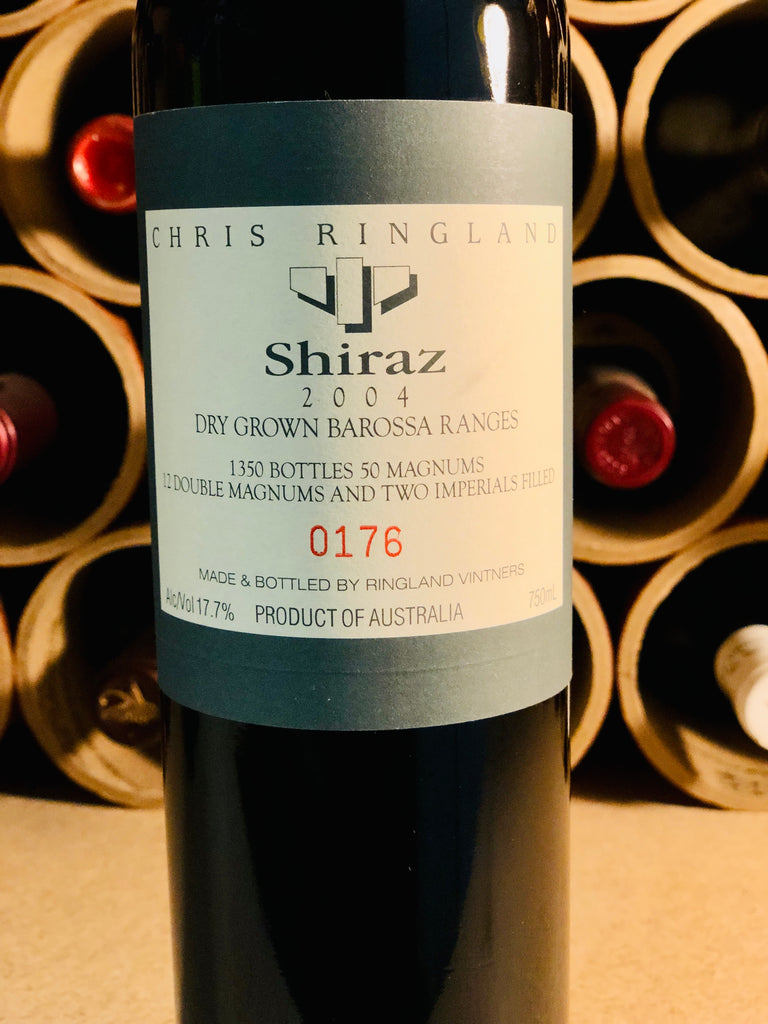 CHRIS RINGLAND
Shiraz
2004
DRY GROWN BAROSSA RANGES
1350 BOTTLES 50 MAGNUMS
12 DOUBLE MAGNUMS AND TWO IMPERIALS FILLED
0176
MADE & BOTTLED BY RINGLAND VINTNERS
Alc/Vol 17.7% PRODUCT OF AUSTRALIA 750mL